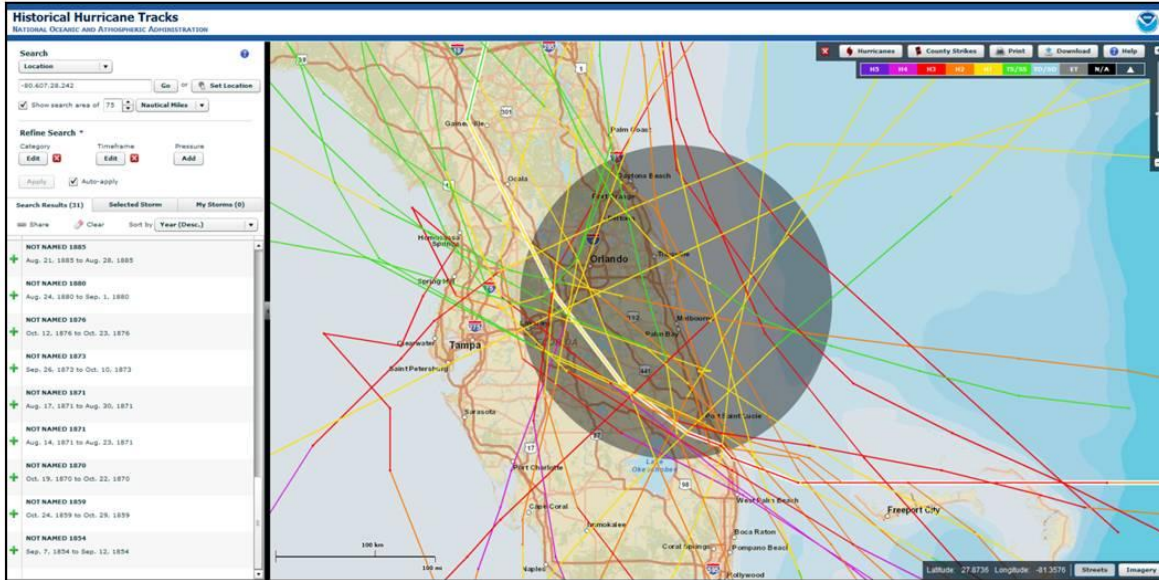 Historical Hurricane Tracks
NATIONAL OCEANIC AND ATMOSPHERIC ADMINISTRATION
Search
Location
-80.607,28.242
Go or Set Location
Show search area of 75 Nautical Miles
Refine Search
Category Timeframe Pressure
Edit Edit Add
Apply Auto-apply
Search Results (31) Selected Storm My Storms (0)
Share Clear Sort by Year (Desc.)
NOT NAMED 1885
Aug. 21, 1885 to Aug. 28, 1885
NOT NAMED 1880
Aug. 24, 1880 to Sep. 1, 1880
NOT NAMED 1876
Oct. 12, 1876 to Oct. 23, 1876
NOT NAMED 1873
Sep. 26, 1873 to Oct. 10, 1873
NOT NAMED 1871
Aug. 17, 1871 to Aug. 30, 1871
NOT NAMED 1871
Aug. 14, 1871 to Aug. 23, 1871
NOT NAMED 1870
Oct. 19, 1870 to Oct. 22, 1870
NOT NAMED 1859
Oct. 24, 1859 to Oct. 29, 1859
NOT NAMED 1854
Sep. 7, 1854 to Sep. 12, 1854
Hurricanes County Strikes Print Download Help
H5 H4 H3 H2 H1 TS/SS TD/SD ET N/A
301
Palm Coast
Ocala
Daytona Beach
Orlando
Spring Hill
Melbourne
Palm Bay
Clearwater
Tampa
Saint Petersburg
Sarasota
441
Port Saint Lucie
17
Port Charlotte
Lake Okeechobee
98
West Palm Beach
Cape Coral
Immokalee
Freeport City
Boca Raton
Coral Springs
Pompano Beach
Naples
Hollywood
100 km
100 mi
Latitude: 27.8736 Longitude: -81.3576 Streets Imagery